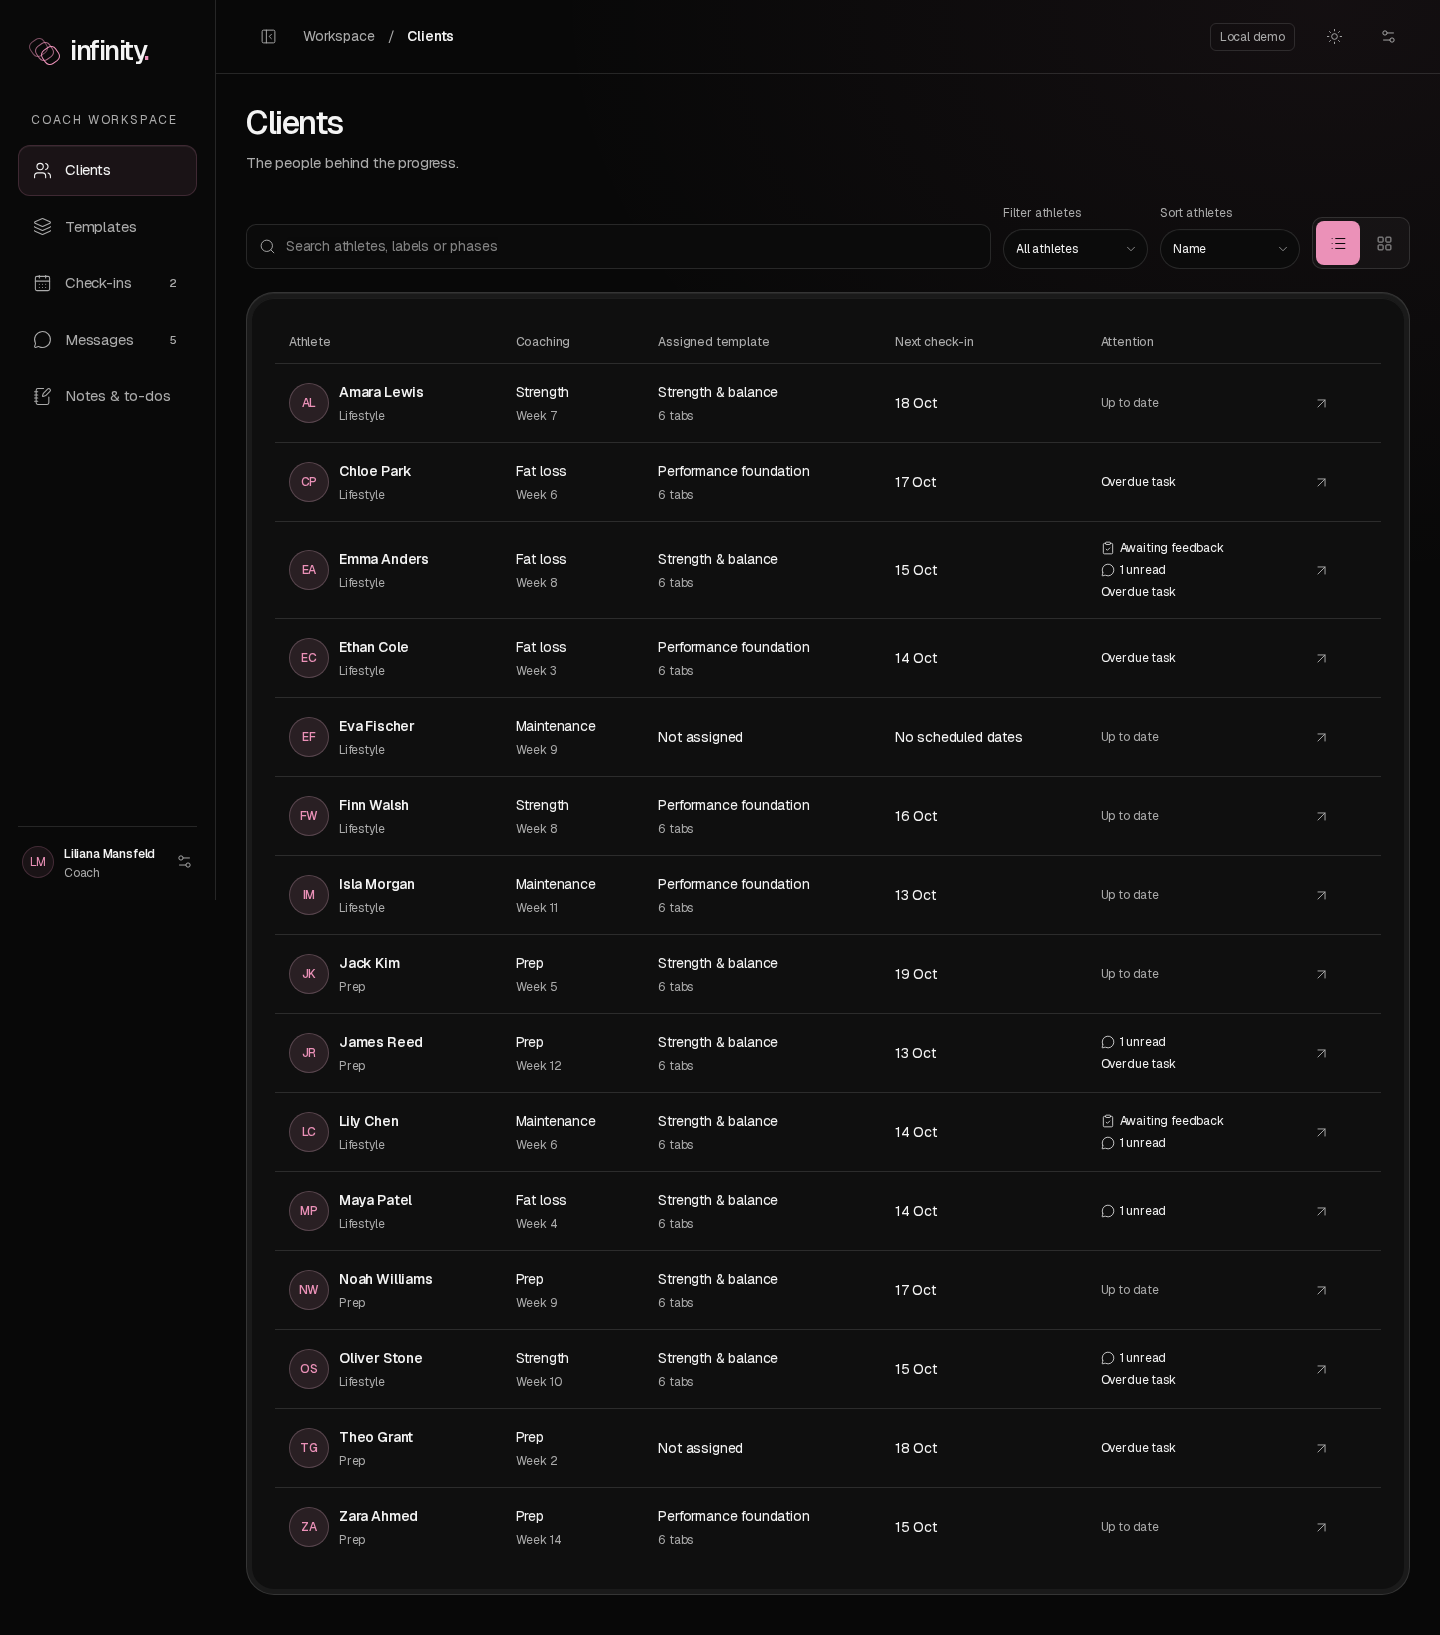 infinity.
COACH WORKSPACE
Clients
Templates
Check-ins 2
Messages 5
Notes & to-dos
LM Liliana Mansfeld
Coach
Workspace / Clients
Local demo
Clients
The people behind the progress.
Search athletes, labels or phases
Filter athletes
All athletes
Sort athletes
Name
Athlete Coaching Assigned template Next check-in Attention
AL Amara Lewis Strength Strength & balance 18 Oct Up to date
Lifestyle Week 7 6 tabs
CP Chloe Park Fat loss Performance foundation 17 Oct Overdue task
Lifestyle Week 6 6 tabs
Awaiting feedback
EA Emma Anders Fat loss Strength & balance 15 Oct 1 unread
Lifestyle Week 8 6 tabs Overdue task
EC Ethan Cole Fat loss Performance foundation 14 Oct Overdue task
Lifestyle Week 3 6 tabs
EF Eva Fischer Maintenance Not assigned No scheduled dates Up to date
Lifestyle Week 9
FW Finn Walsh Strength Performance foundation 16 Oct Up to date
Lifestyle Week 8 6 tabs
IM Isla Morgan Maintenance Performance foundation 13 Oct Up to date
Lifestyle Week 11 6 tabs
JK Jack Kim Prep Strength & balance 19 Oct Up to date
Prep Week 5 6 tabs
JR James Reed Prep Strength & balance 13 Oct 1 unread
Prep Week 12 6 tabs Overdue task
LC Lily Chen Maintenance Strength & balance 14 Oct Awaiting feedback
Lifestyle Week 6 6 tabs 1 unread
MP Maya Patel Fat loss Strength & balance 14 Oct 1 unread
Lifestyle Week 4 6 tabs
NW Noah Williams Prep Strength & balance 17 Oct Up to date
Prep Week 9 6 tabs
OS Oliver Stone Strength Strength & balance 15 Oct 1 unread
Lifestyle Week 10 6 tabs Overdue task
TG Theo Grant Prep Not assigned 18 Oct Overdue task
Prep Week 2
ZA Zara Ahmed Prep Performance foundation 15 Oct Up to date
Prep Week 14 6 tabs